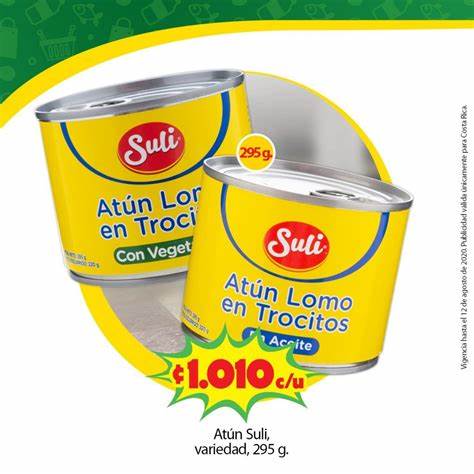 Suli
Atún Lomo
en Trocitos
Con Veget
295 g.
Suli
Atún Lomo
en Trocitos
En Aceite
¢1.010 c/u
Atún Suli,
variedad, 295 g.
Vigencia hasta el 12 de agosto de 2020. Publicidad válida únicamente para Costa Rica.